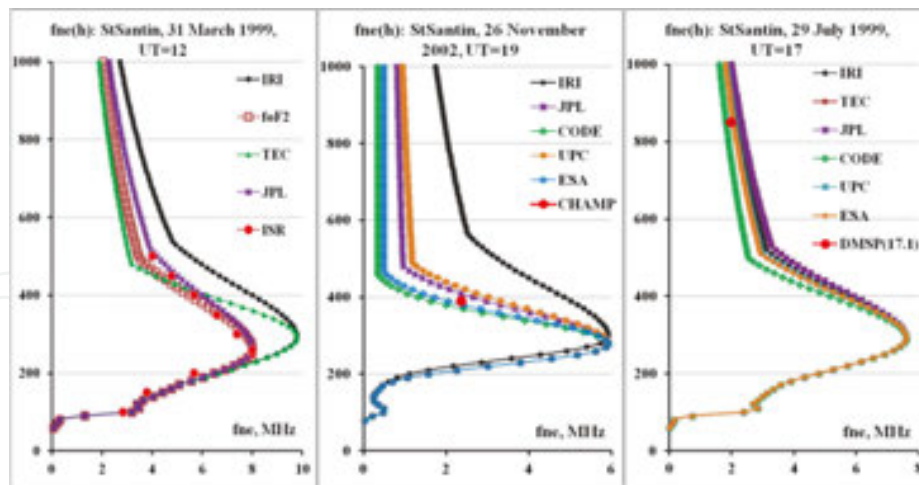 fne(h): StSantin, 31 March 1999,
UT=12
1000
800
600
400
200
0
IRI
foF2
TEC
JPL
ISR
fne, MHz
0 2 4 6 8 10
fne(h): StSantin, 26 November
2002, UT=19
1000
800
600
400
200
0
IRI
JPL
CODE
UPC
ESA
CHAMP
fne, MHz
0 2 4 6
fne(h): StSantin, 29 July 1999,
UT=17
1000
800
600
400
200
0
IRI
TEC
JPL
CODE
UPC
ESA
DMSP(17.1)
fne, MHz
0 2 4 6 8